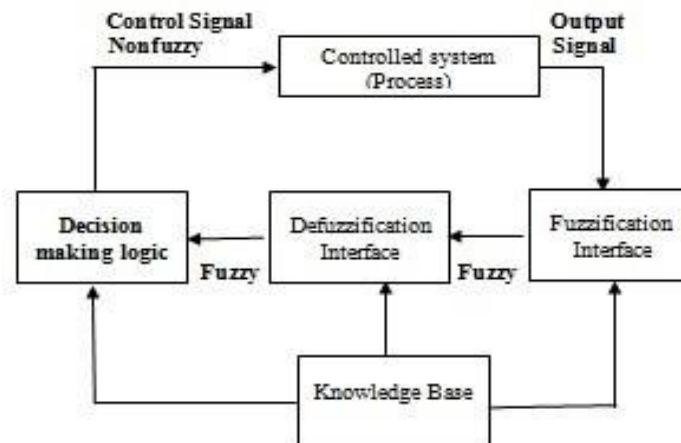 Control Signal
Nonfuzzy
Output
Signal
Controlled system
(Process)
Decision
making logic
Defuzzification
Interface
Fuzzification
Interface
Fuzzy
Fuzzy
Knowledge Base